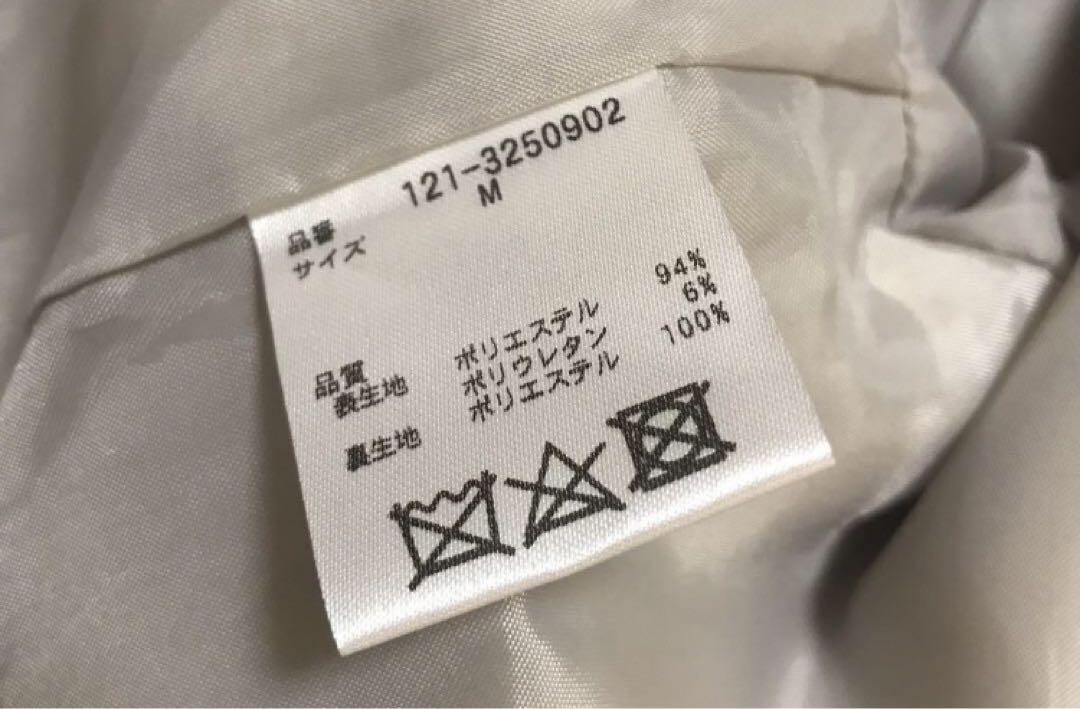 品番 121-3250902
サイズ M
品質
表生地 ポリエステル 94%
ポリウレタン 6%
裏生地 ポリエステル 100%